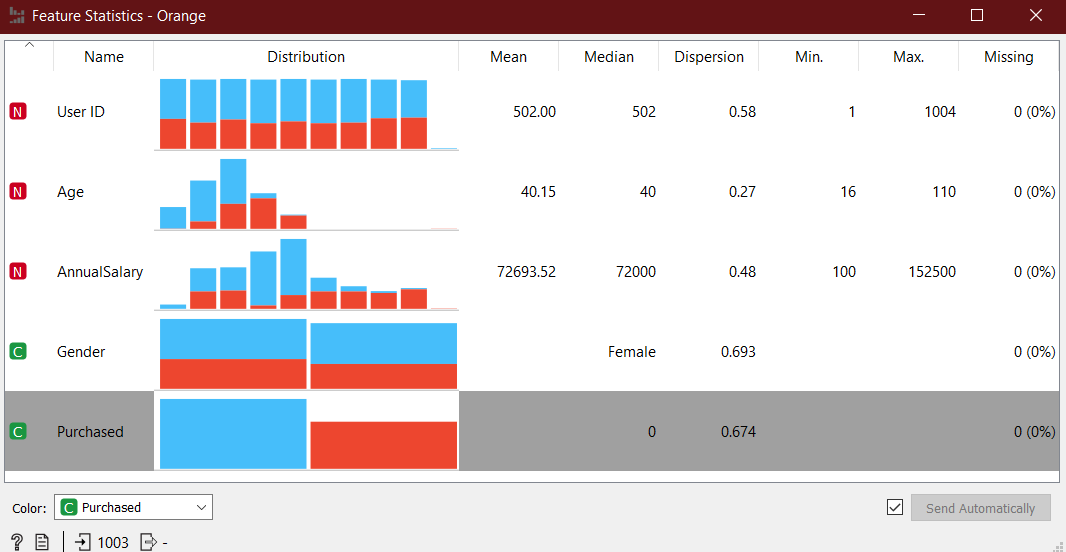 Feature Statistics - Orange
Name Distribution Mean Median Dispersion Min. Max. Missing
N User ID 502.00 502 0.58 1 1004 0 (0%)
N Age 40.15 40 0.27 16 110 0 (0%)
N AnnualSalary 72693.52 72000 0.48 100 152500 0 (0%)
C Gender Female 0.693 0 (0%)
C Purchased 0 0.674 0 (0%)
Color: C Purchased Send Automatically
? 1003 -